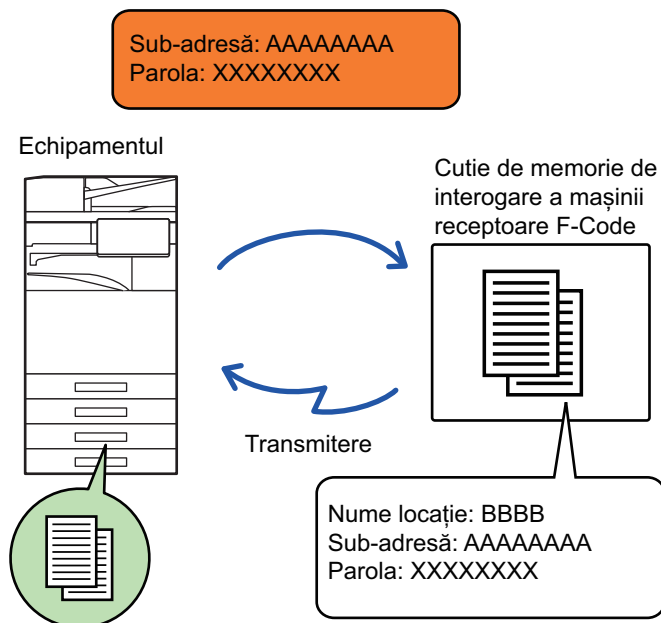 Sub-adresă: AAAAAAAA
Parola: XXXXXXXX
Echipamentul
Cutie de memorie de
interogare a mașinii
receptoare F-Code
Transmitere
Nume locație: BBBB
Sub-adresă: AAAAAAAA
Parola: XXXXXXXX